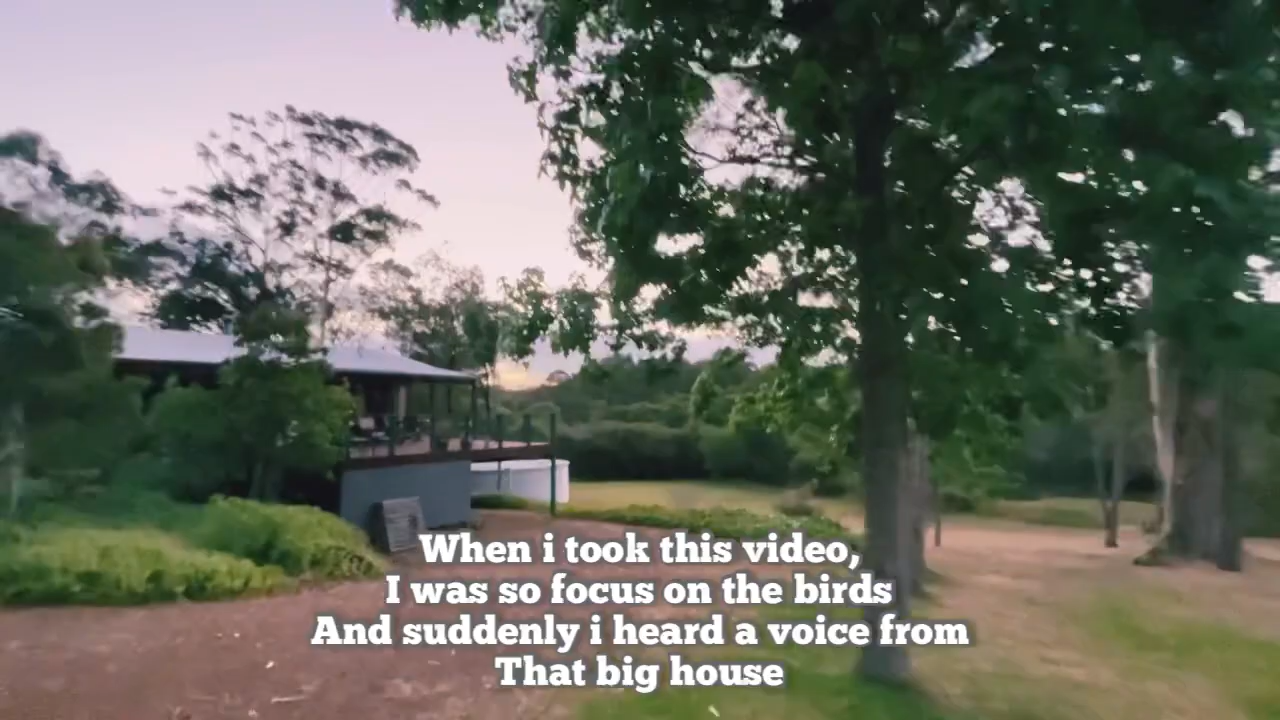 When i took this video,
I was so focus on the birds
And suddenly i heard a voice from
That big house